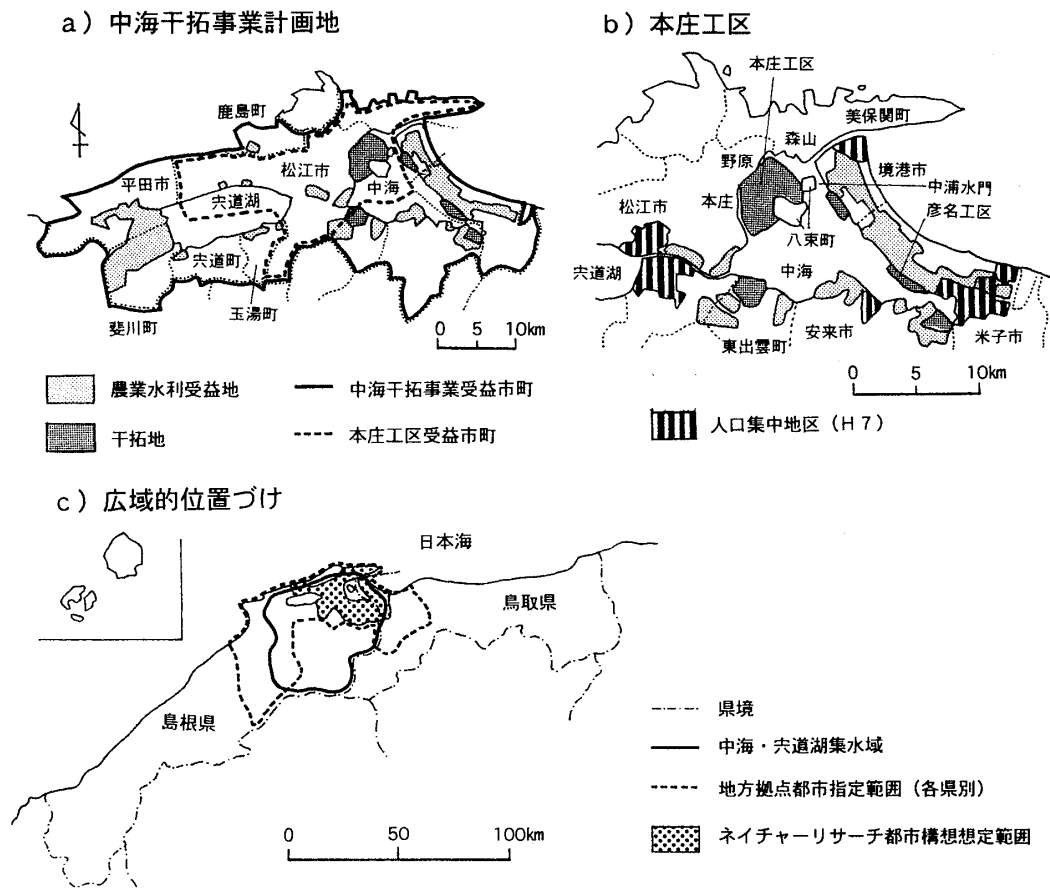 a）中海干拓事業計画地
鹿島町
平田市
松江市
宍道湖
中海
宍道町
玉湯町
斐川町
0 5 10km
農業水利受益地
中海干拓事業受益市町
干拓地
本庄工区受益市町
b）本庄工区
本庄工区
美保関町
森山
野原
境港市
中浦水門
松江市
本庄
彦名工区
八束町
宍道湖
中海
東出雲町
安来市
米子市
0 5 10km
人口集中地区（H7）
c）広域的位置づけ
日本海
鳥取県
島根県
県境
中海・宍道湖集水域
地方拠点都市指定範囲（各県別）
ネイチャーリサーチ都市構想想定範囲
0 50 100km